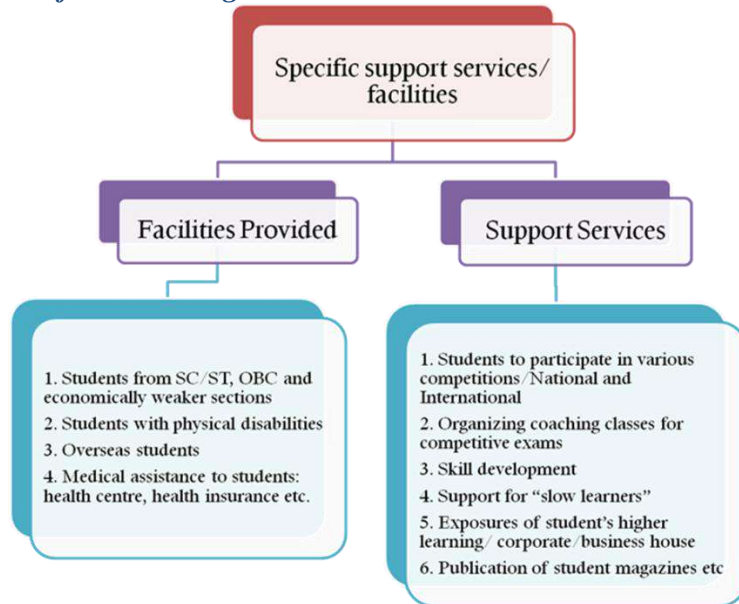 Specific support services/
facilities
Facilities Provided
Support Services
1. Students from SC/ST, OBC and
economically weaker sections
2. Students with physical disabilities
3. Overseas students
4. Medical assistance to students:
health centre, health insurance etc.
1. Students to participate in various
competitions/National and
International
2. Organizing coaching classes for
competitive exams
3. Skill development
4. Support for “slow learners”
5. Exposures of student’s higher
learning/ corporate/business house
6. Publication of student magazines etc